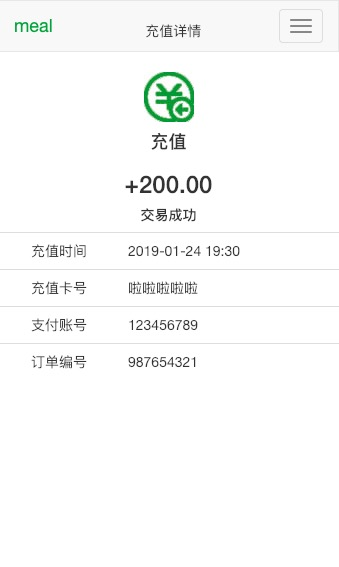 meal
充值详情
充值
+200.00
交易成功
充值时间 2019-01-24 19:30
充值卡号 啦啦啦啦啦
支付账号 123456789
订单编号 987654321